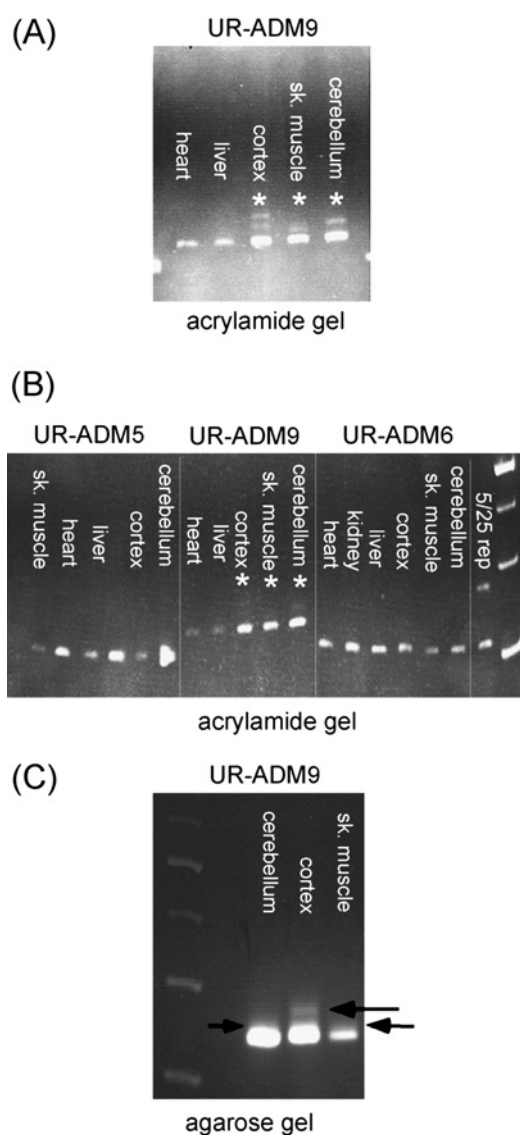 (A)
UR-ADM9
heart
liver
cortex *
sk. muscle *
cerebellum *
acrylamide gel
(B)
UR-ADM5
UR-ADM9
UR-ADM6
sk. muscle
heart
liver
cortex
cerebellum
heart
liver
cortex *
sk. muscle *
cerebellum *
heart
kidney
liver
cortex
sk. muscle
cerebellum
5/25 rep
acrylamide gel
(C)
UR-ADM9
cerebellum
cortex
sk. muscle
agarose gel